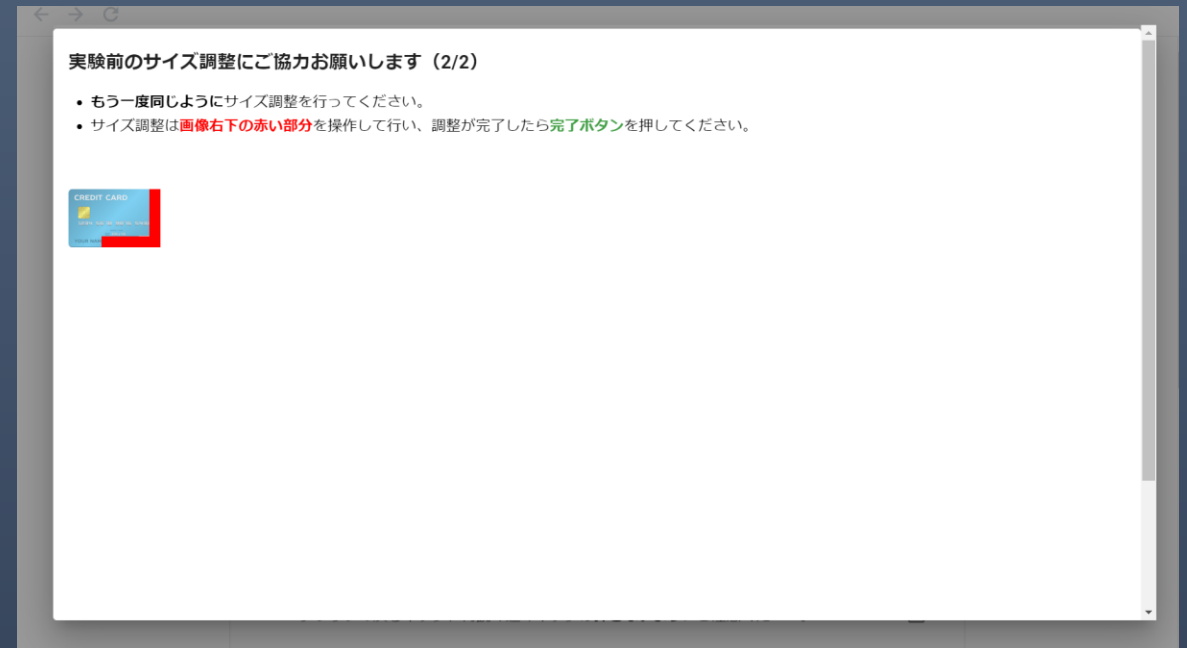 実験前のサイズ調整にご協力お願いします（2/2）
• もう一度同じようにサイズ調整を行ってください。
• サイズ調整は画像右下の赤い部分を操作して行い、調整が完了したら完了ボタンを押してください。
CREDIT CARD